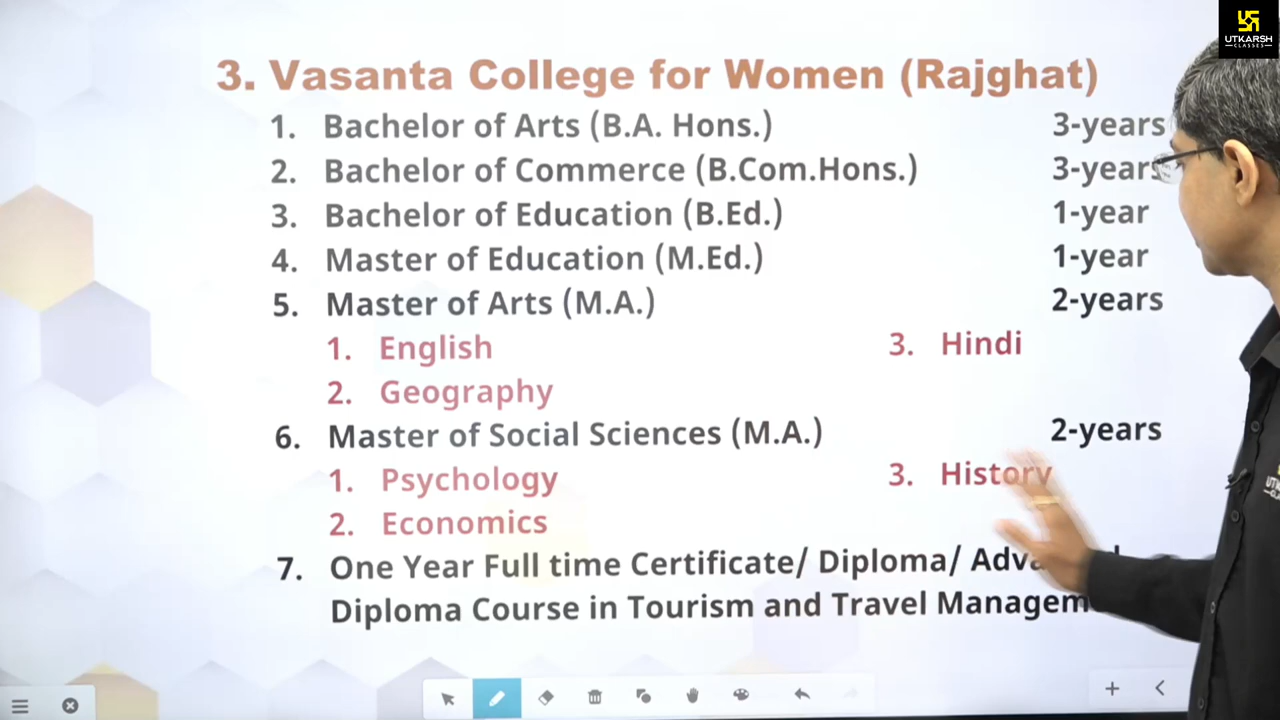 UTKARSH
CLASSES
3. Vasanta College for Women (Rajghat)
1. Bachelor of Arts (B.A. Hons.) 3-years
2. Bachelor of Commerce (B.Com.Hons.) 3-years
3. Bachelor of Education (B.Ed.) 1-year
4. Master of Education (M.Ed.) 1-year
5. Master of Arts (M.A.) 2-years
1. English 3. Hindi
2. Geography
6. Master of Social Sciences (M.A.) 2-years
1. Psychology 3. History
2. Economics
7. One Year Full time Certificate/ Diploma/
Diploma Course in Tourism and Travel